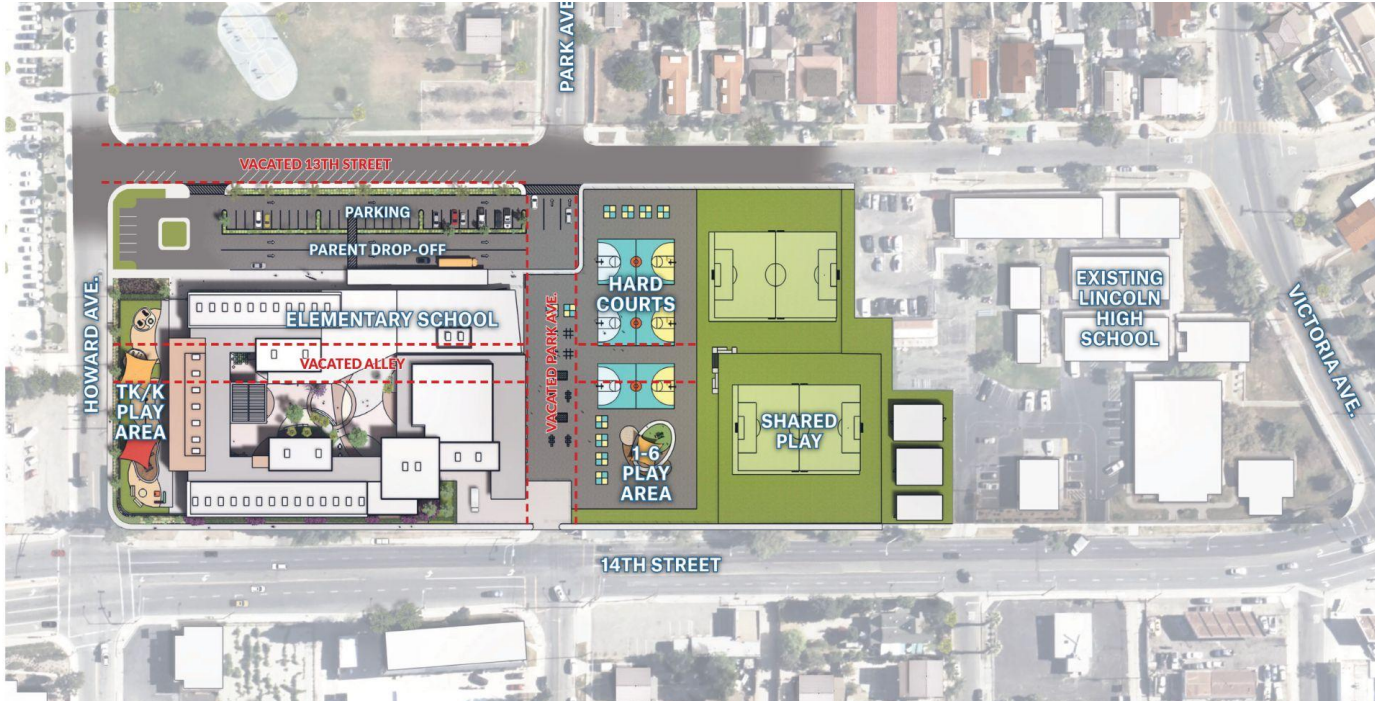 PARK AVE
VACATED 13TH STREET
PARKING
PARENT DROP-OFF
HOWARD AVE.
ELEMENTARY SCHOOL
VACATED ALLEY
TK/K
PLAY
AREA
VACATED PARK AVE.
HARD
COURTS
1-6
PLAY
AREA
SHARED
PLAY
EXISTING
LINCOLN
HIGH
SCHOOL
VICTORIA AVE.
14TH STREET